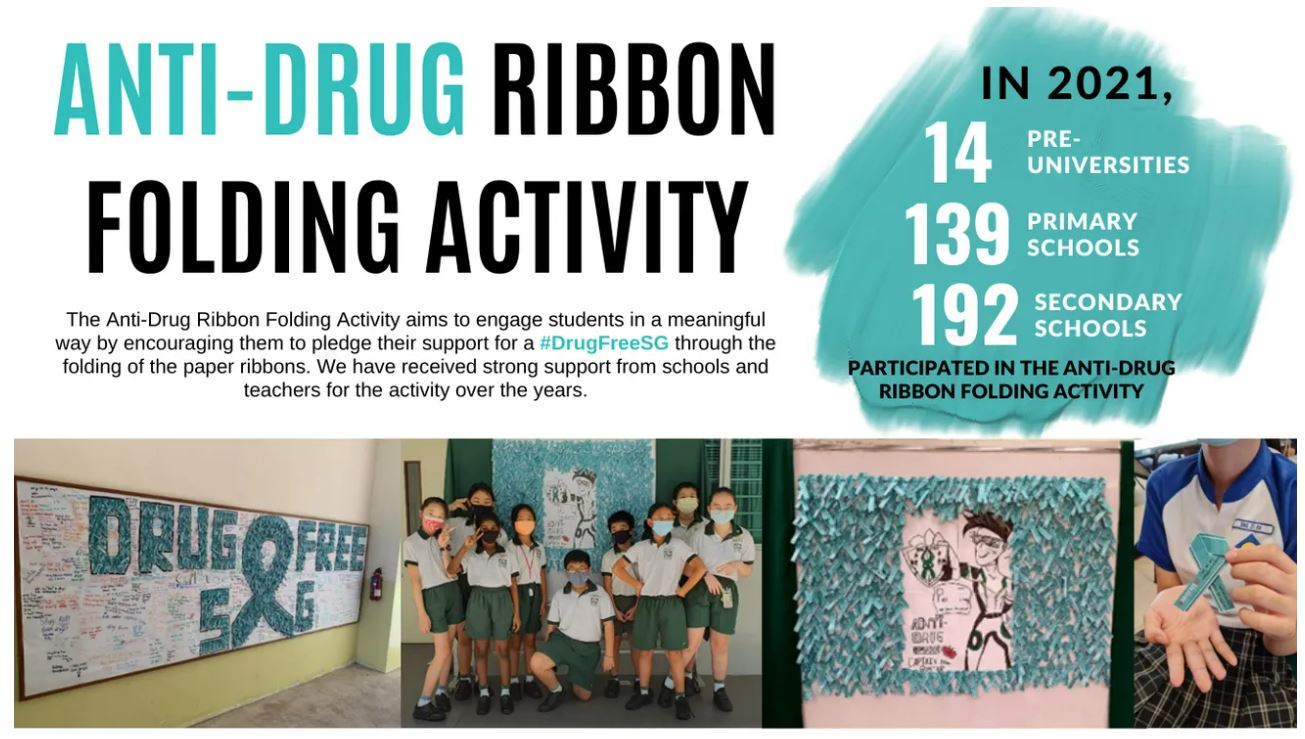 ANTI-DRUG RIBBON
FOLDING ACTIVITY
The Anti-Drug Ribbon Folding Activity aims to engage students in a meaningful
way by encouraging them to pledge their support for a #DrugFreeSG through the
folding of the paper ribbons. We have received strong support from schools and
teachers for the activity over the years.
IN 2021,
14 PRE-
UNIVERSITIES
139 PRIMARY
SCHOOLS
192 SECONDARY
SCHOOLS
PARTICIPATED IN THE ANTI-DRUG
RIBBON FOLDING ACTIVITY
DRUG FREE
SG
ANTI-
DRUG